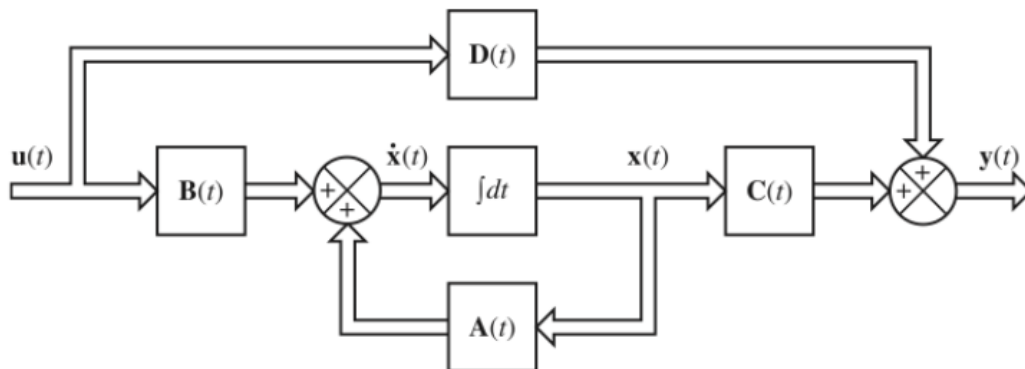 D(t)
u(t)
B(t)
+
+
ẋ(t)
∫dt
x(t)
C(t)
+
+
y(t)
A(t)